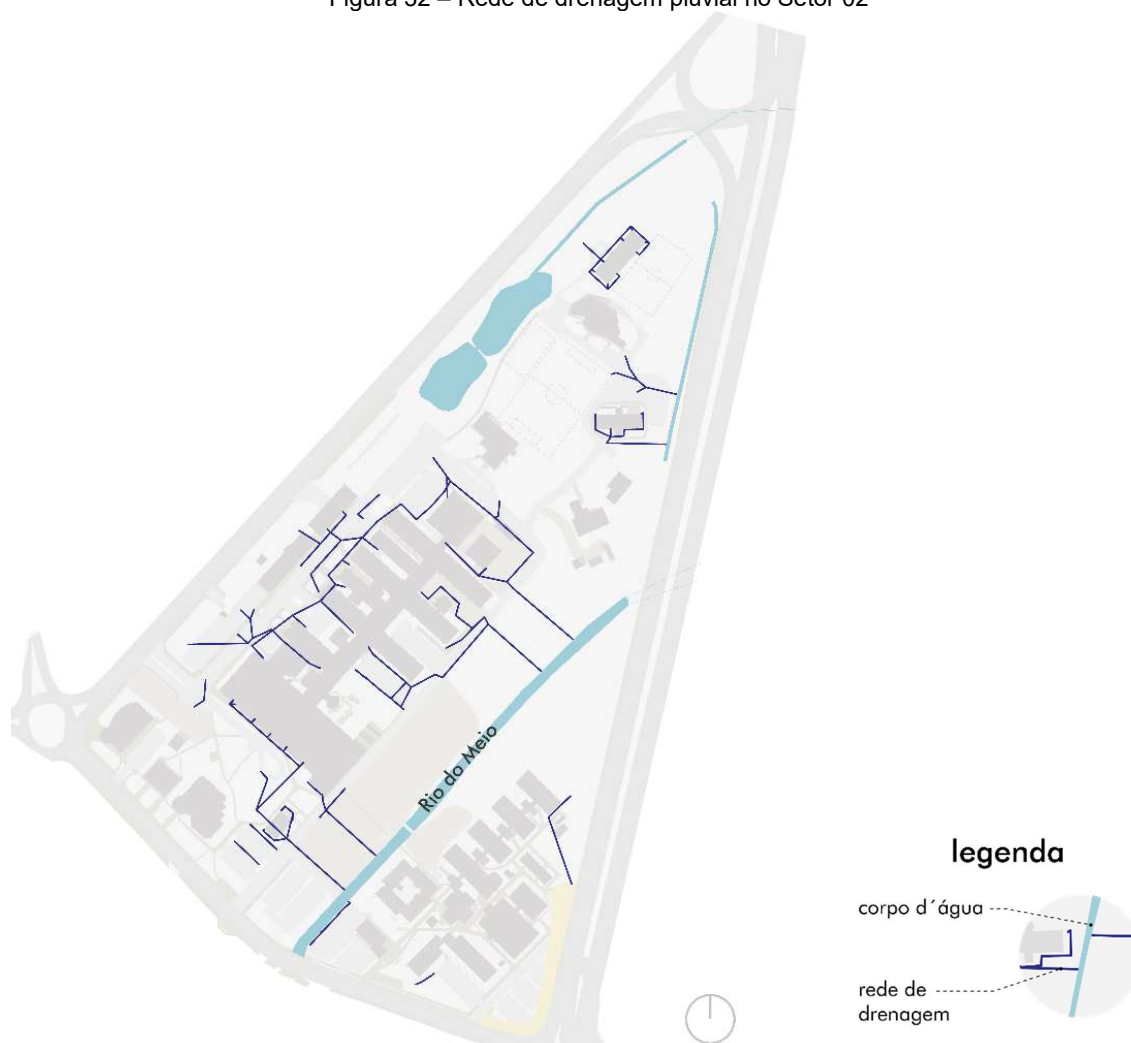 Figura 32 – Rede de drenagem pluvial no Setor 02
Rio do Meio
legenda
corpo d´água
rede de
drenagem